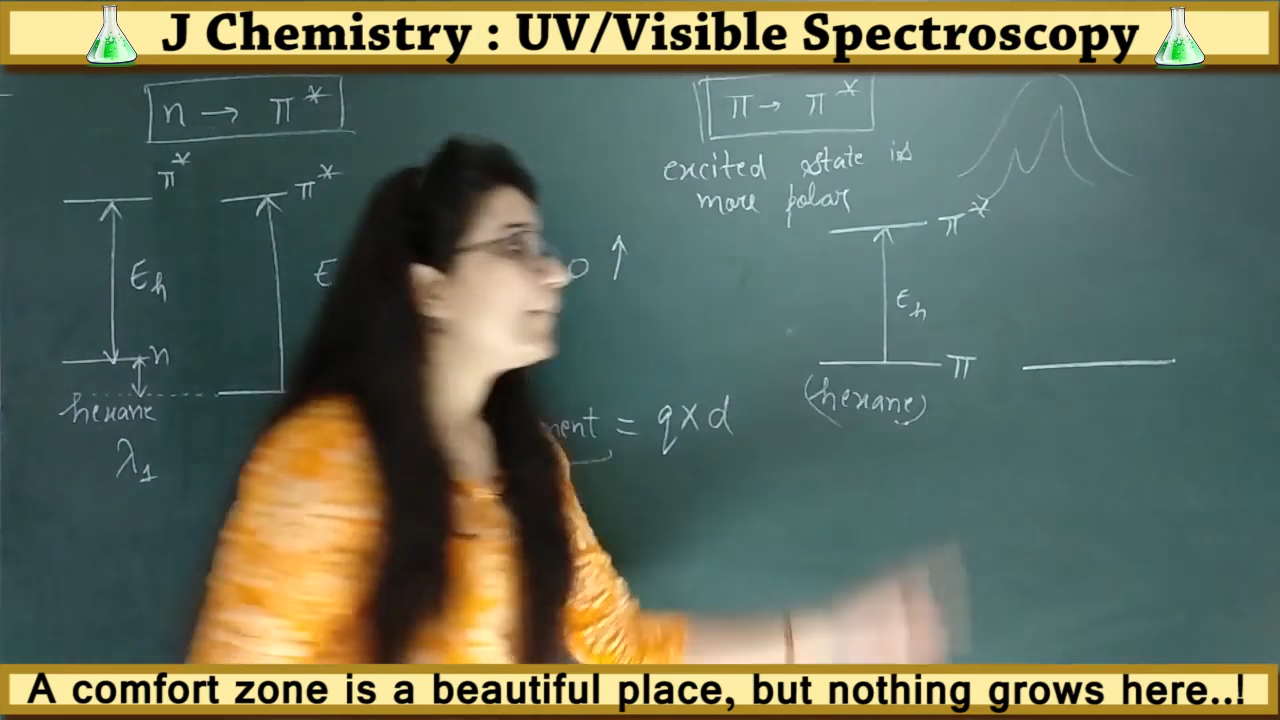 J Chemistry : UV/Visible Spectroscopy
n → π*
π*
π*
E
Eh
n
hexane
λ1
= q x d
π → π*
excited state is
more polar
π*
Eh
π
(hexane)
A comfort zone is a beautiful place, but nothing grows here..!